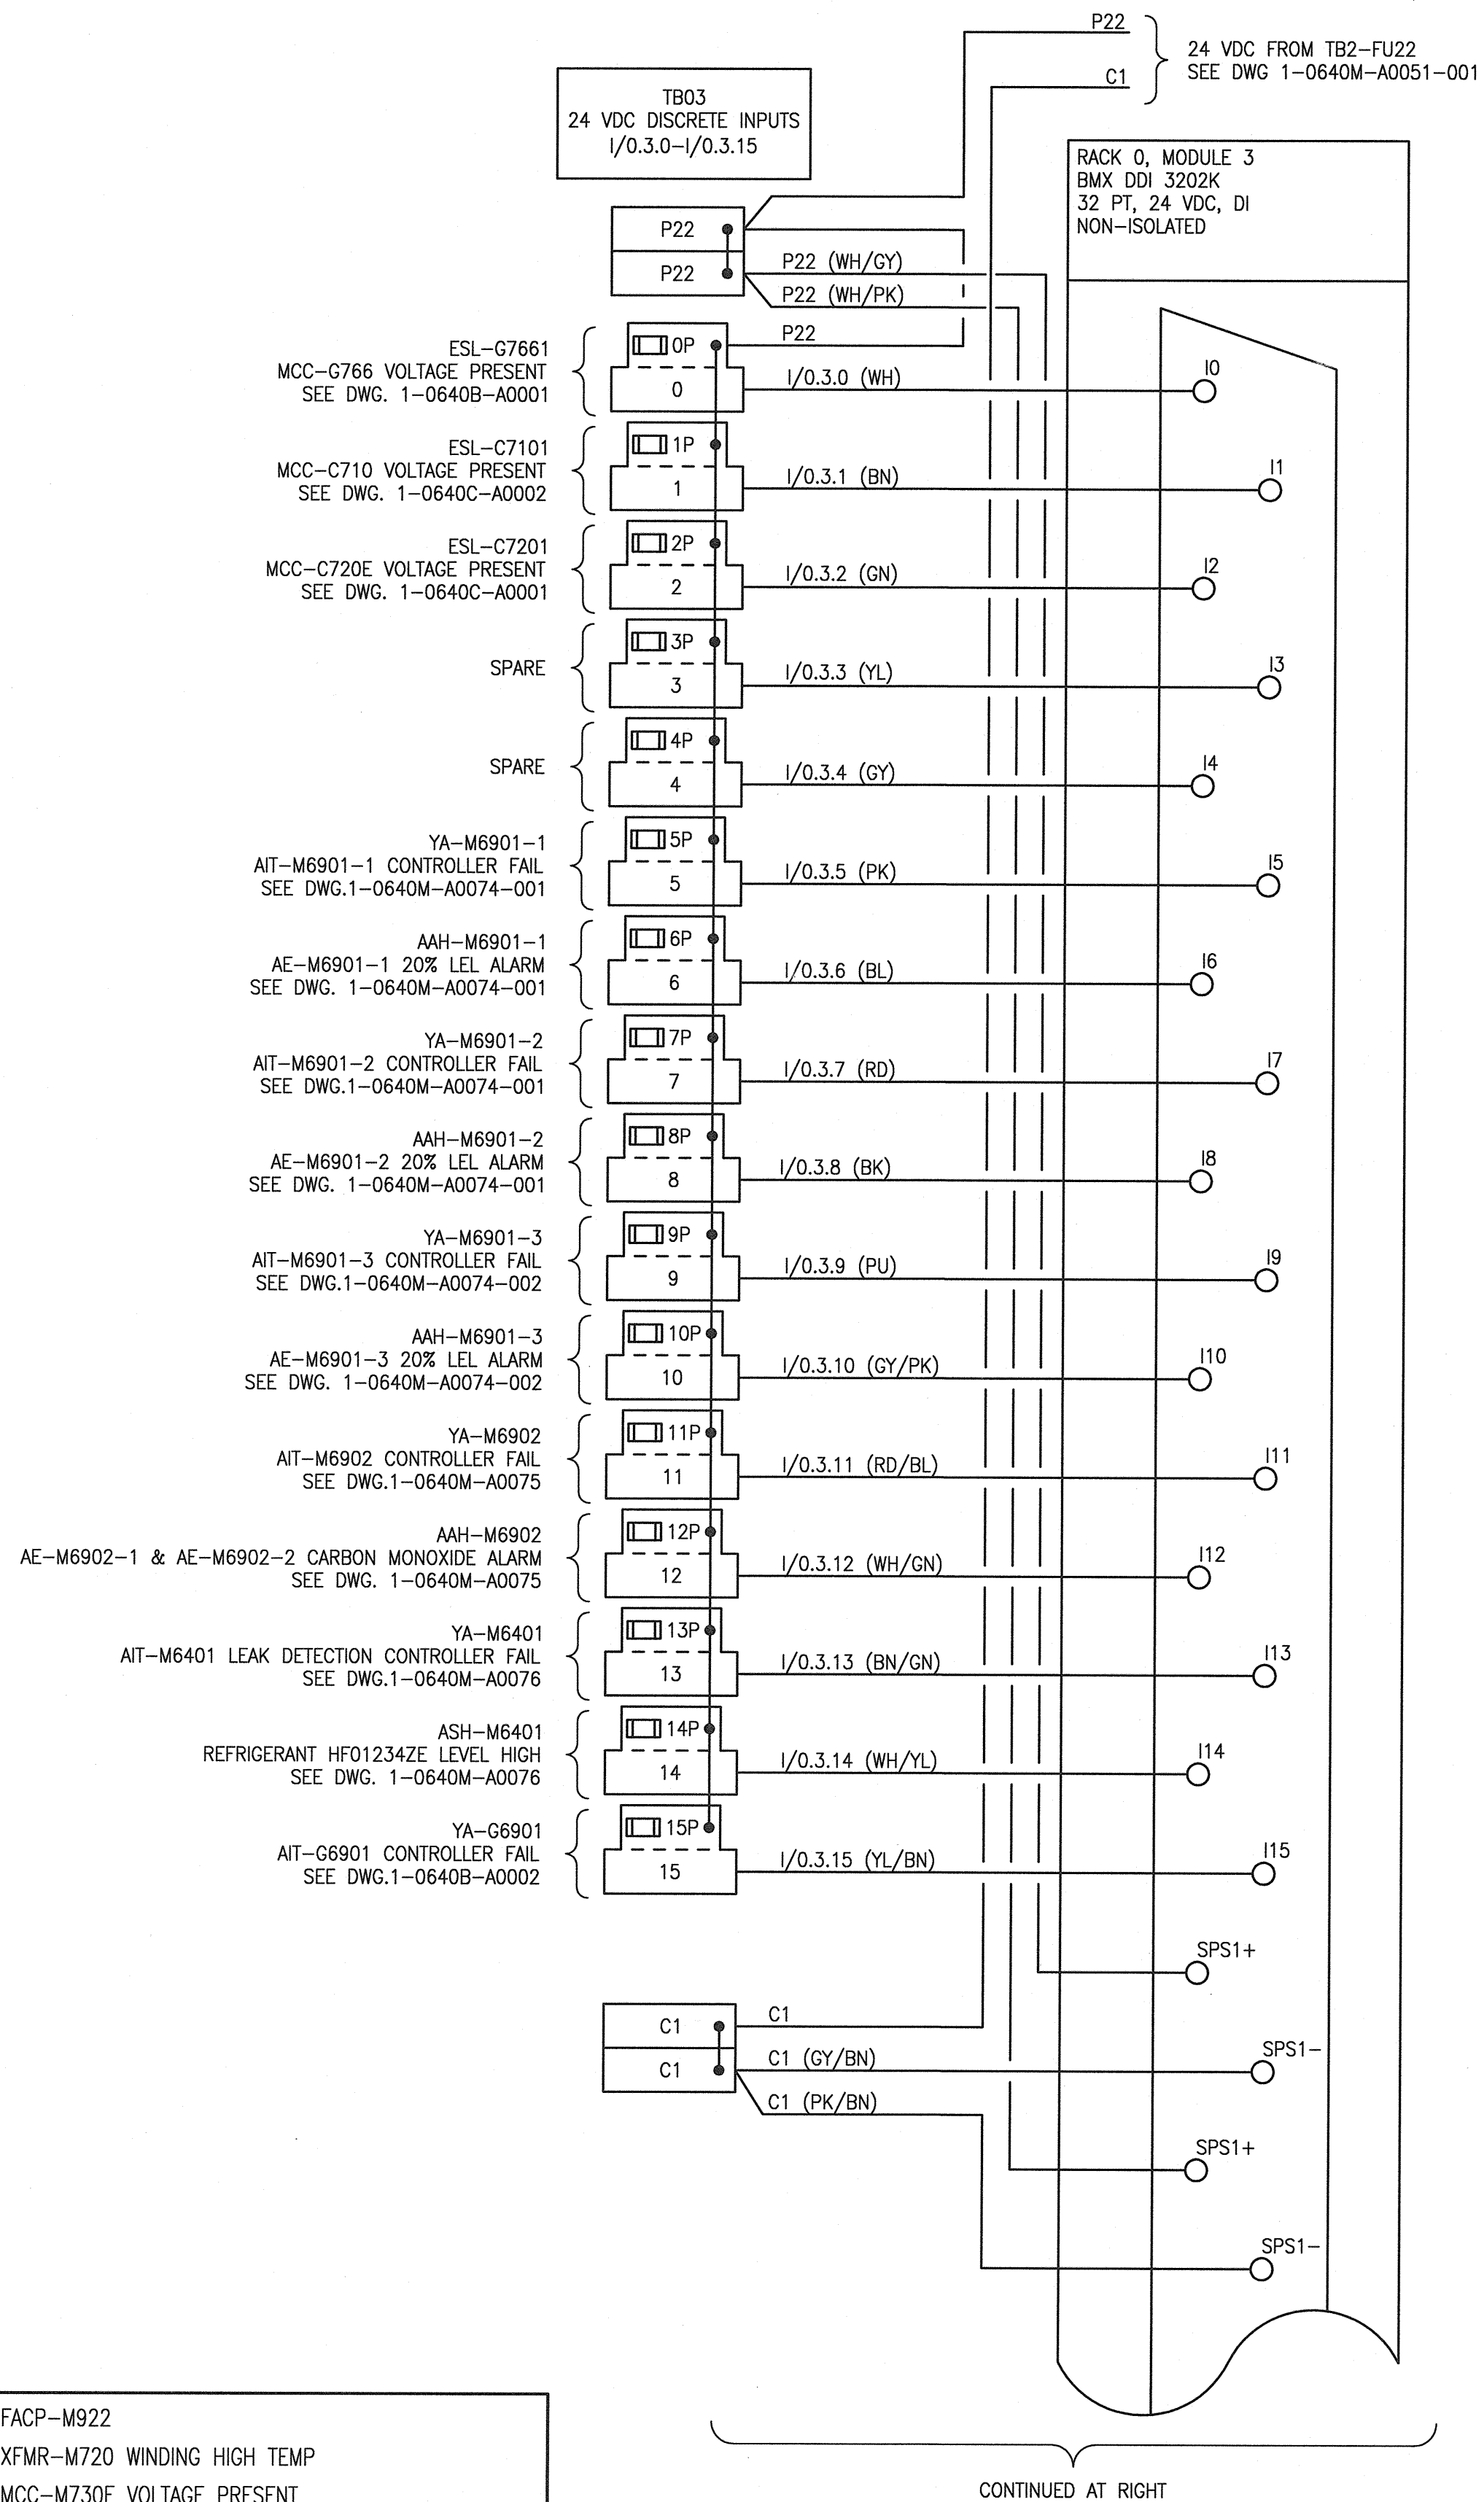 P22
C1
24 VDC FROM TB2-FU22
SEE DWG 1-0640M-A0051-001
TB03
24 VDC DISCRETE INPUTS
I/0.3.0-I/0.3.15
RACK 0, MODULE 3
BMX DDI 3202K
32 PT, 24 VDC, DI
NON-ISOLATED
P22
P22
P22 (WH/GY)
P22 (WH/PK)
P22
ESL-G7661
MCC-G766 VOLTAGE PRESENT
SEE DWG. 1-0640B-A0001
0P
0
I/0.3.0 (WH)
I0
ESL-C7101
MCC-C710 VOLTAGE PRESENT
SEE DWG. 1-0640C-A0002
1P
1
I/0.3.1 (BN)
I1
ESL-C7201
MCC-C720E VOLTAGE PRESENT
SEE DWG. 1-0640C-A0001
2P
2
I/0.3.2 (GN)
I2
SPARE
3P
3
I/0.3.3 (YL)
I3
SPARE
4P
4
I/0.3.4 (GY)
I4
YA-M6901-1
AIT-M6901-1 CONTROLLER FAIL
SEE DWG.1-0640M-A0074-001
5P
5
I/0.3.5 (PK)
I5
AAH-M6901-1
AE-M6901-1 20% LEL ALARM
SEE DWG. 1-0640M-A0074-001
6P
6
I/0.3.6 (BL)
I6
YA-M6901-2
AIT-M6901-2 CONTROLLER FAIL
SEE DWG.1-0640M-A0074-001
7P
7
I/0.3.7 (RD)
I7
AAH-M6901-2
AE-M6901-2 20% LEL ALARM
SEE DWG. 1-0640M-A0074-001
8P
8
I/0.3.8 (BK)
I8
YA-M6901-3
AIT-M6901-3 CONTROLLER FAIL
SEE DWG.1-0640M-A0074-002
9P
9
I/0.3.9 (PU)
I9
AAH-M6901-3
AE-M6901-3 20% LEL ALARM
SEE DWG. 1-0640M-A0074-002
10P
10
I/0.3.10 (GY/PK)
I10
YA-M6902
AIT-M6902 CONTROLLER FAIL
SEE DWG.1-0640M-A0075
11P
11
I/0.3.11 (RD/BL)
I11
AAH-M6902
AE-M6902-1 & AE-M6902-2 CARBON MONOXIDE ALARM
SEE DWG. 1-0640M-A0075
12P
12
I/0.3.12 (WH/GN)
I12
YA-M6401
AIT-M6401 LEAK DETECTION CONTROLLER FAIL
SEE DWG.1-0640M-A0076
13P
13
I/0.3.13 (BN/GN)
I13
ASH-M6401
REFRIGERANT HFO1234ZE LEVEL HIGH
SEE DWG. 1-0640M-A0076
14P
14
I/0.3.14 (WH/YL)
I14
YA-G6901
AIT-G6901 CONTROLLER FAIL
SEE DWG.1-0640B-A0002
15P
15
I/0.3.15 (YL/BN)
I15
SPS1+
C1
C1
C1
C1 (GY/BN)
SPS1-
C1 (PK/BN)
SPS1+
SPS1-
FACP-M922
XFMR-M720 WINDING HIGH TEMP
MCC-M730E VOLTAGE PRESENT
CONTINUED AT RIGHT